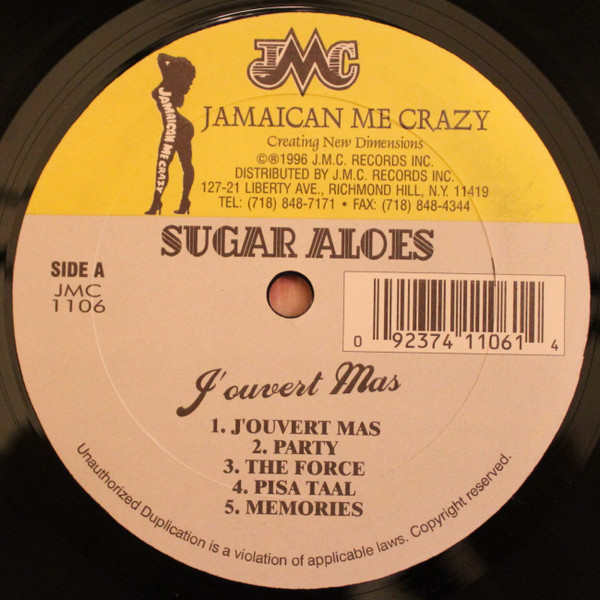 JMC
JAMAICAN ME CRAZY
JAMAICAN ME CRAZY
Creating New Dimensions
©℗1996 J.M.C. RECORDS INC.
DISTRIBUTED BY J.M.C. RECORDS INC.
127-21 LIBERTY AVE., RICHMOND HILL, N.Y. 11419
TEL: (718) 848-7171 • FAX: (718) 848-4344
SUGAR ALOES
SIDE A
JMC
1106
0 92374 11061 4
J'ouvert Mas
1. J'OUVERT MAS
2. PARTY
3. THE FORCE
4. PISA TAAL
5. MEMORIES
Unauthorized Duplication is a violation of applicable laws. Copyright reserved.